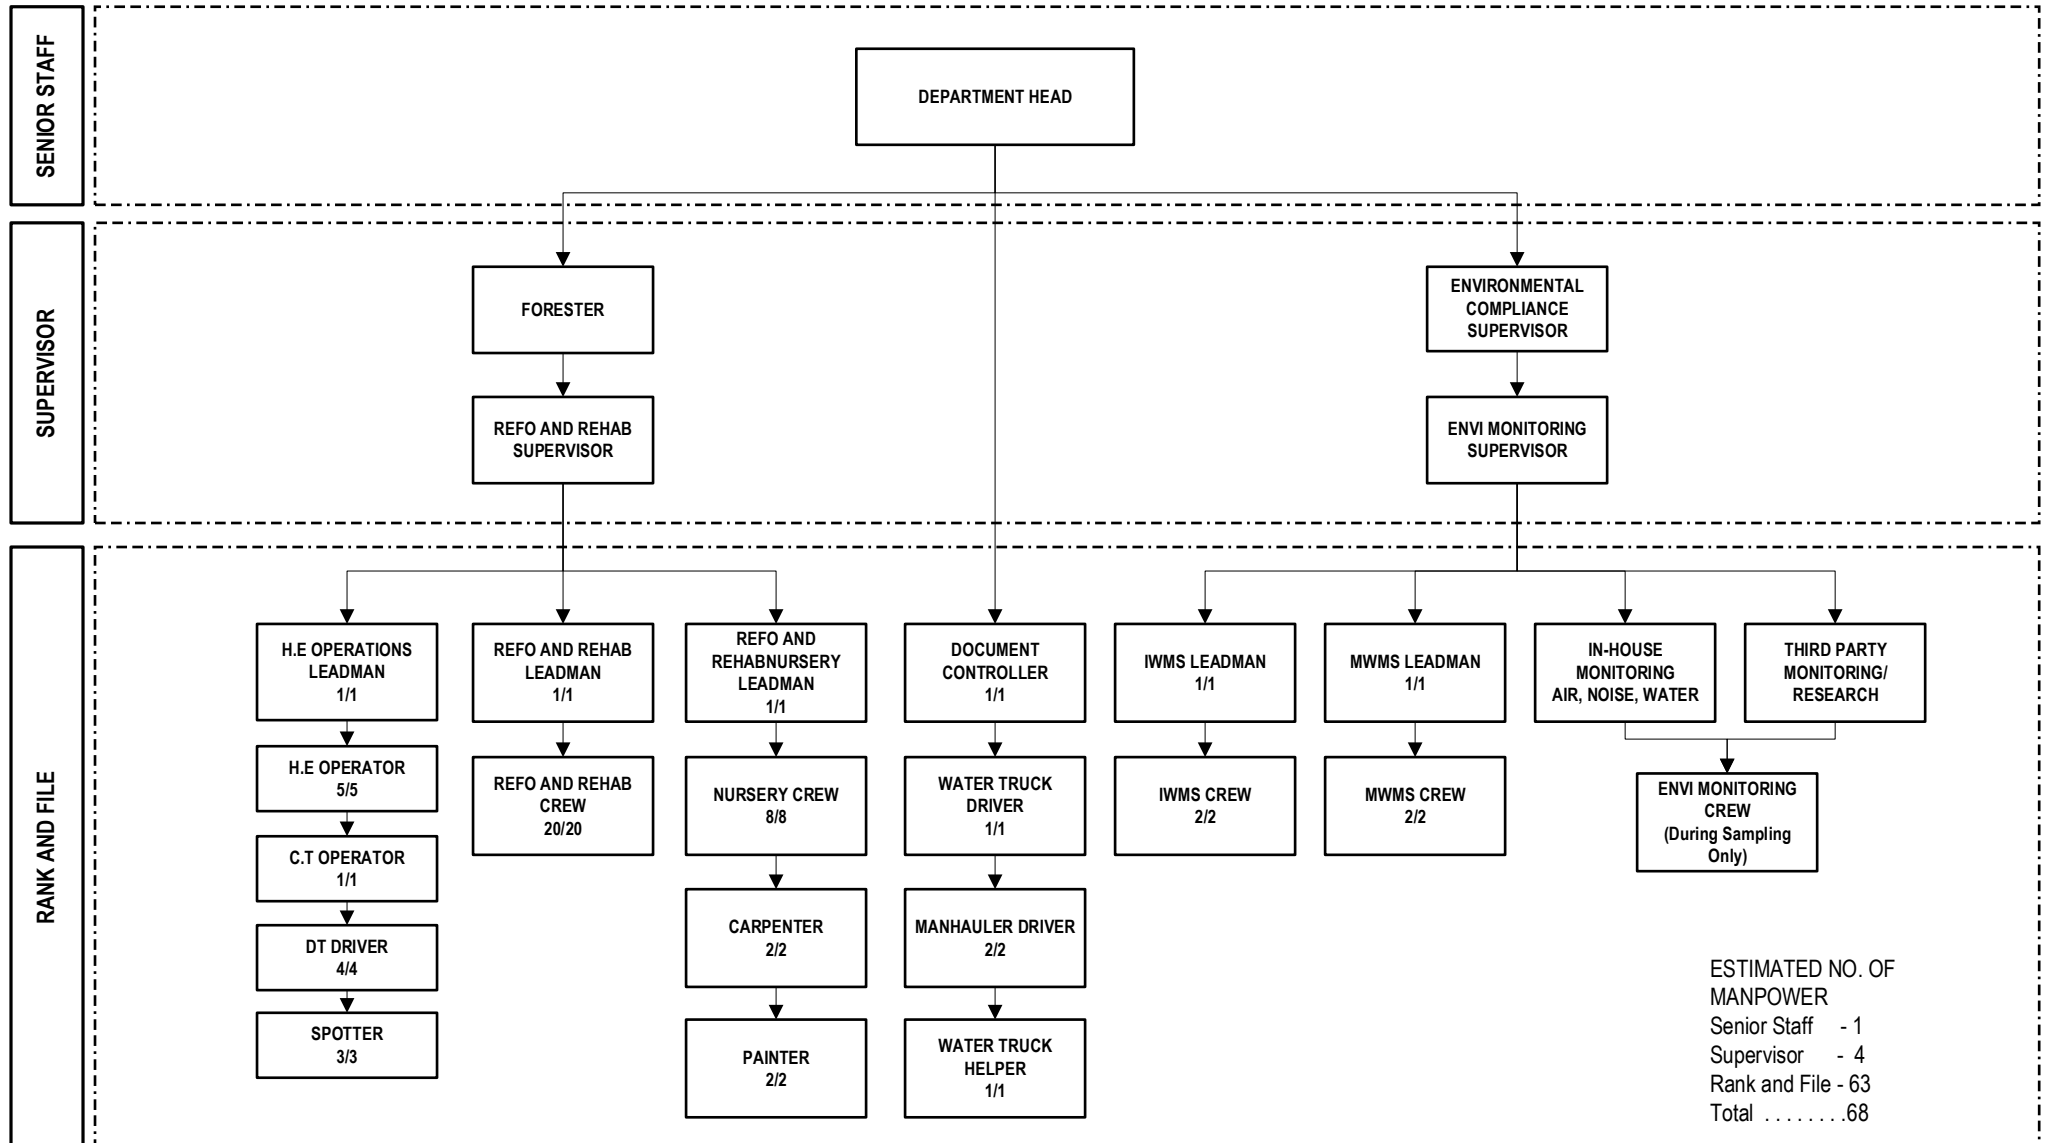 SENIOR STAFF
DEPARTMENT HEAD
SUPERVISOR
FORESTER
ENVIRONMENTAL
COMPLIANCE
SUPERVISOR
REFO AND REHAB
SUPERVISOR
ENVI MONITORING
SUPERVISOR
RANK AND FILE
H.E OPERATIONS
LEADMAN
1/1
REFO AND REHAB
LEADMAN
1/1
REFO AND
REHABNURSERY
LEADMAN
1/1
DOCUMENT
CONTROLLER
1/1
IWMS LEADMAN
1/1
MWMS LEADMAN
1/1
IN-HOUSE
MONITORING
AIR, NOISE, WATER
THIRD PARTY
MONITORING/
RESEARCH
H.E OPERATOR
5/5
REFO AND REHAB
CREW
20/20
NURSERY CREW
8/8
WATER TRUCK
DRIVER
1/1
IWMS CREW
2/2
MWMS CREW
2/2
ENVI MONITORING
CREW
(During Sampling
Only)
C.T OPERATOR
1/1
CARPENTER
2/2
MANHAULER DRIVER
2/2
DT DRIVER
4/4
SPOTTER
3/3
PAINTER
2/2
WATER TRUCK
HELPER
1/1
ESTIMATED NO. OF
MANPOWER
Senior Staff - 1
Supervisor - 4
Rank and File - 63
Total . . . . . . . .68